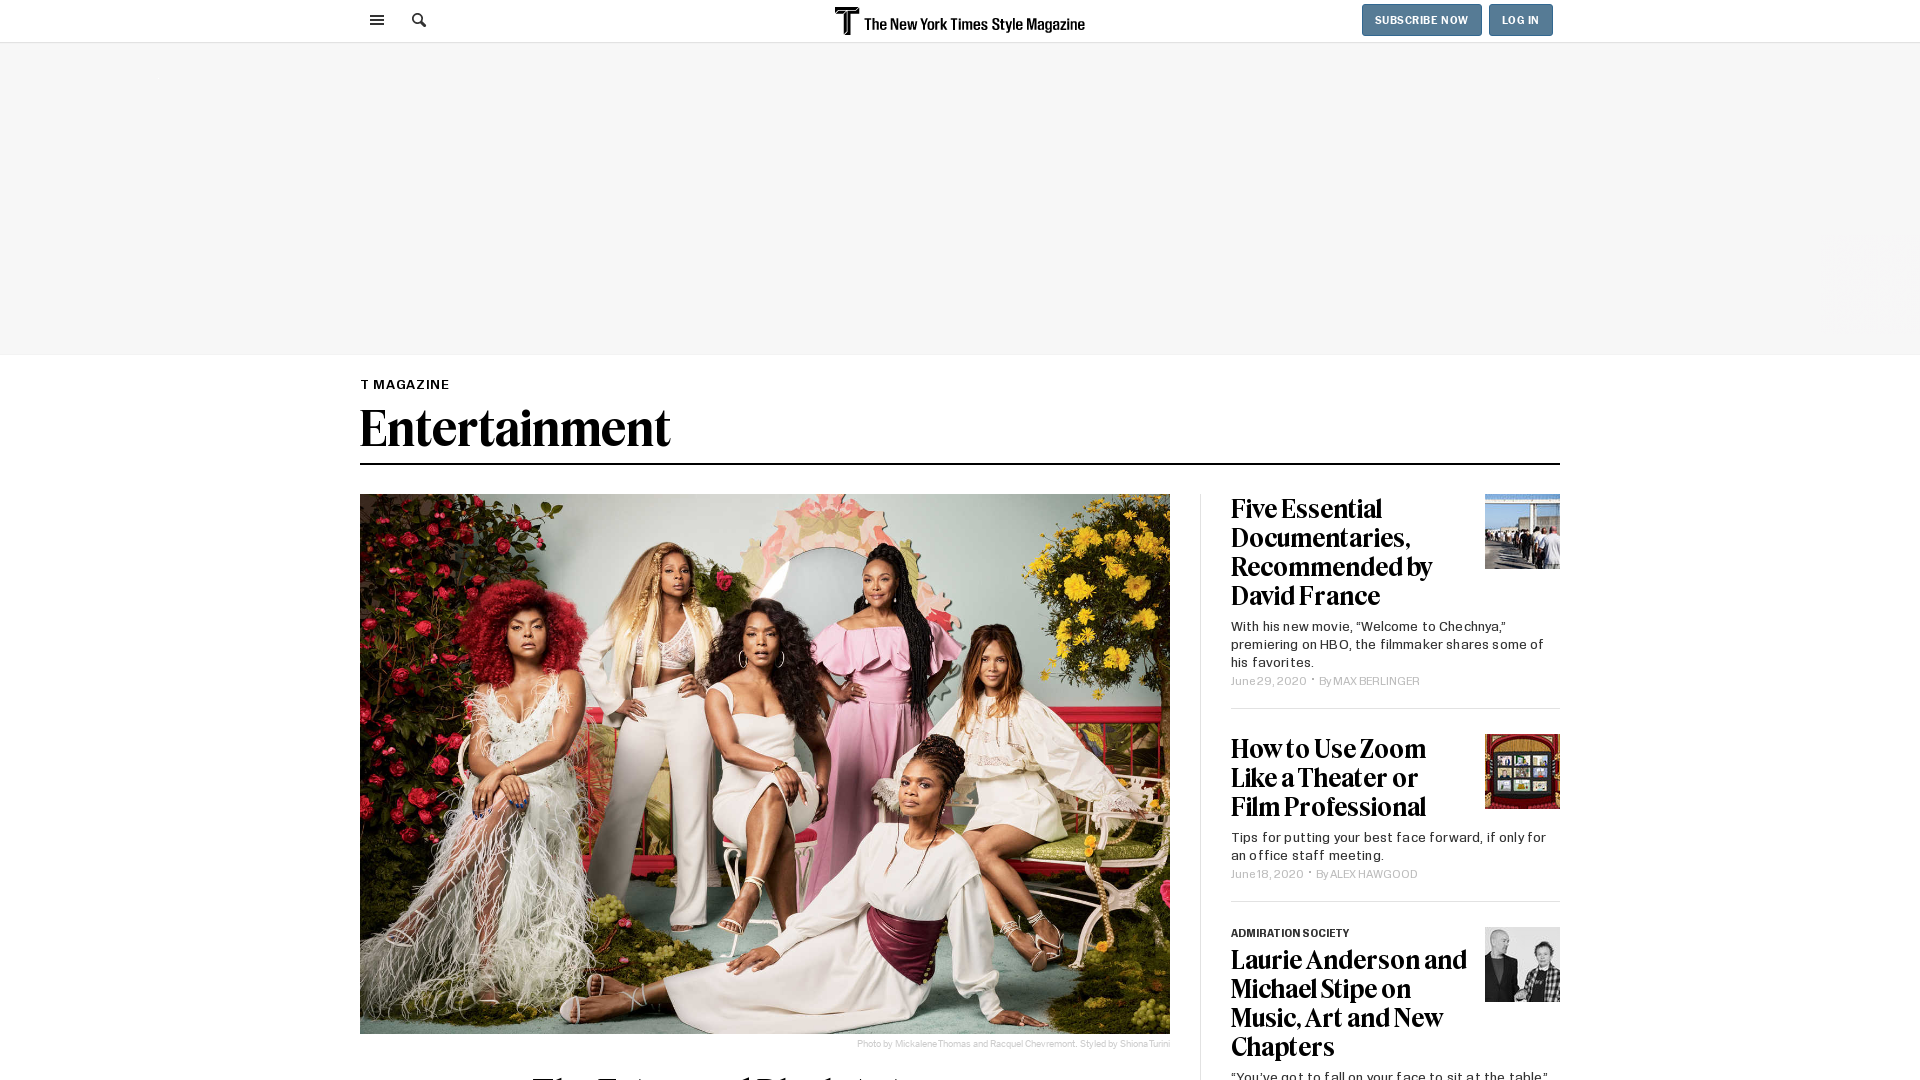 The New York Times Style Magazine
SUBSCRIBE NOW
LOG IN
T MAGAZINE
Entertainment
Photo by Mickalene Thomas and Racquel Chevremont. Styled by Shiona Turini
Five Essential
Documentaries,
Recommended by
David France
With his new movie, “Welcome to Chechnya,”
premiering on HBO, the filmmaker shares some of
his favorites.
June 29, 2020 · By MAX BERLINGER
How to Use Zoom
Like a Theater or
Film Professional
Tips for putting your best face forward, if only for
an office staff meeting.
June 18, 2020 · By ALEX HAWGOOD
ADMIRATION SOCIETY
Laurie Anderson and
Michael Stipe on
Music, Art and New
Chapters
“You’ve got to fall on your face to sit at the table”